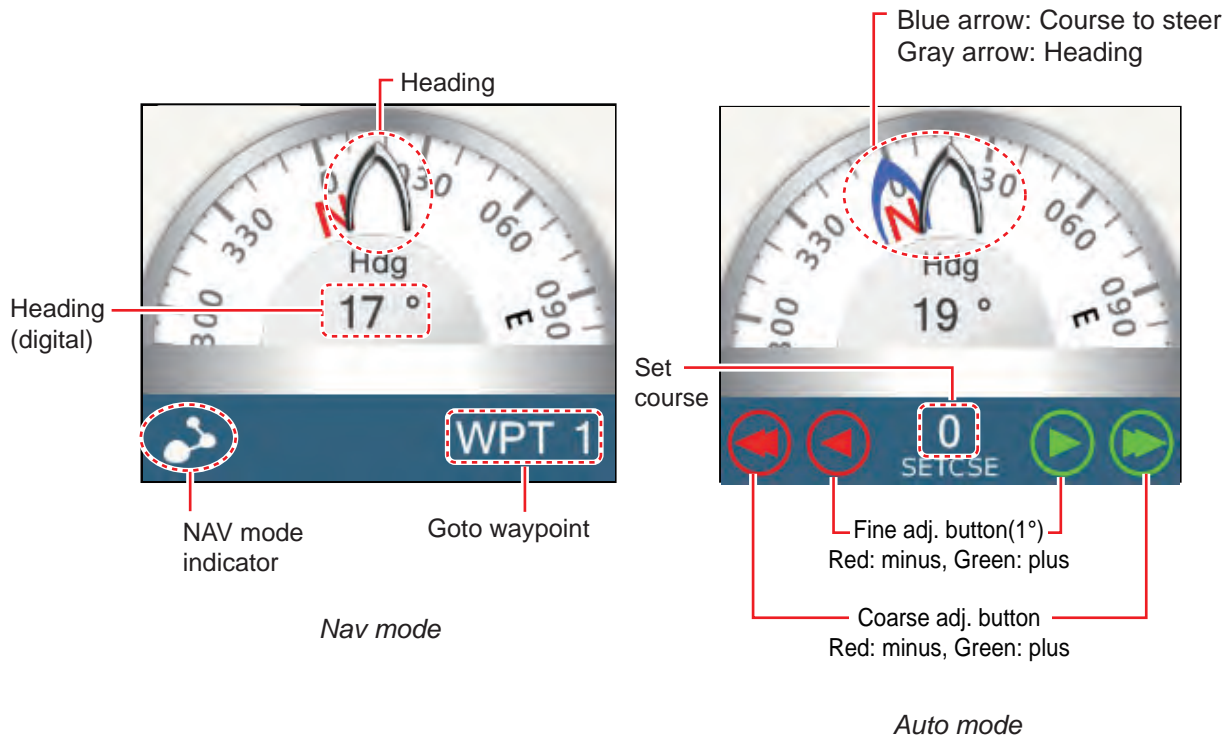 Blue arrow: Course to steer
Gray arrow: Heading
Heading
300
330
0
N
030
060
E
090
Hdg
17 °
Heading
(digital)
WPT 1
NAV mode
indicator
Goto waypoint
Nav mode
300
330
0
N
030
060
E
090
Hdg
19 °
Set
course
0
SETCSE
Fine adj. button(1°)
Red: minus, Green: plus
Coarse adj. button
Red: minus, Green: plus
Auto mode